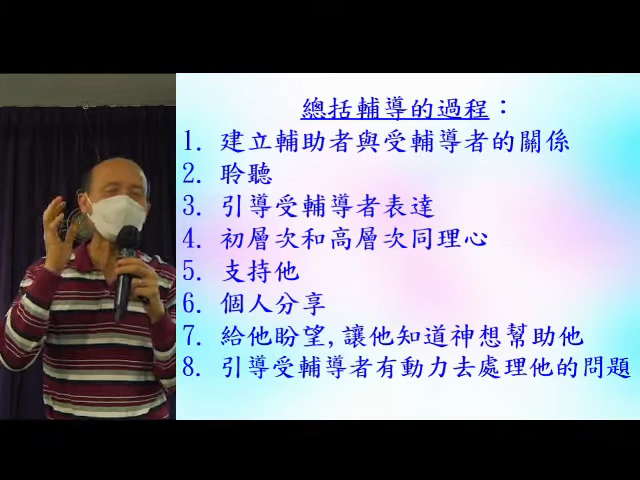 總括輔導的過程：
1. 建立輔助者與受輔導者的關係
2. 聆聽
3. 引導受輔導者表達
4. 初層次和高層次同理心
5. 支持他
6. 個人分享
7. 給他盼望,讓他知道神想幫助他
8. 引導受輔導者有動力去處理他的問題